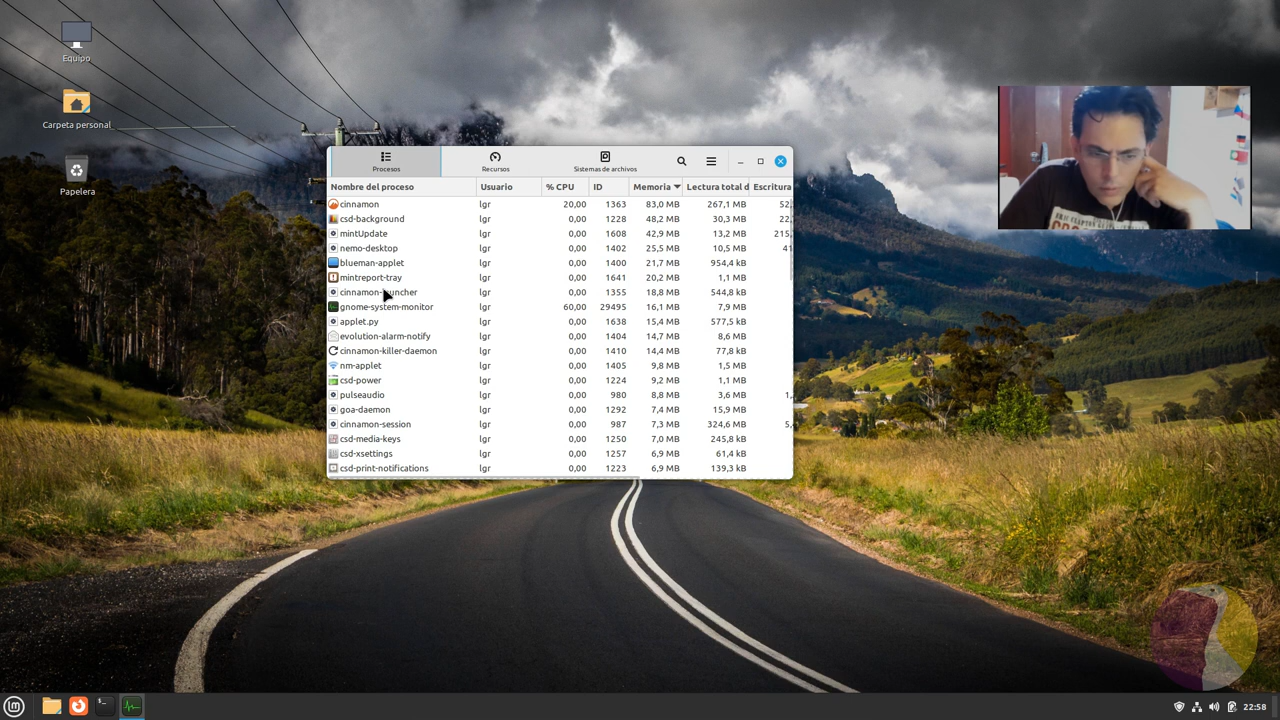 Equipo
Carpeta personal
Papelera
Procesos Recursos Sistemas de archivos
Nombre del proceso Usuario % CPU ID Memoria Lectura total d Escritura
cinnamon lgr 20,00 1363 83,0 MB 267,1 MB 52,
csd-background lgr 0,00 1228 48,2 MB 30,3 MB 22,
mintUpdate lgr 0,00 1608 42,9 MB 13,2 MB 215,
nemo-desktop lgr 0,00 1402 25,5 MB 10,5 MB 41
blueman-applet lgr 0,00 1400 21,7 MB 954,4 kB
mintreport-tray lgr 0,00 1641 20,2 MB 1,1 MB
lgr 0,00 1355 18,8 MB 544,8 kB
gnome-system-monitor lgr 60,00 29495 16,1 MB 7,9 MB
applet.py lgr 0,00 1638 15,4 MB 577,5 kB
evolution-alarm-notify lgr 0,00 1404 14,7 MB 8,6 MB
cinnamon-killer-daemon lgr 0,00 1410 14,4 MB 77,8 kB
nm-applet lgr 0,00 1405 9,8 MB 1,5 MB
csd-power lgr 0,00 1224 9,2 MB 1,1 MB
pulseaudio lgr 0,00 980 8,8 MB 3,6 MB 1,
goa-daemon lgr 0,00 1292 7,4 MB 15,9 MB
cinnamon-session lgr 0,00 987 7,3 MB 324,6 MB 5,
csd-media-keys lgr 0,00 1250 7,0 MB 245,8 kB
csd-xsettings lgr 0,00 1257 6,9 MB 61,4 kB
csd-print-notifications lgr 0,00 1223 6,9 MB 139,3 kB
22:58